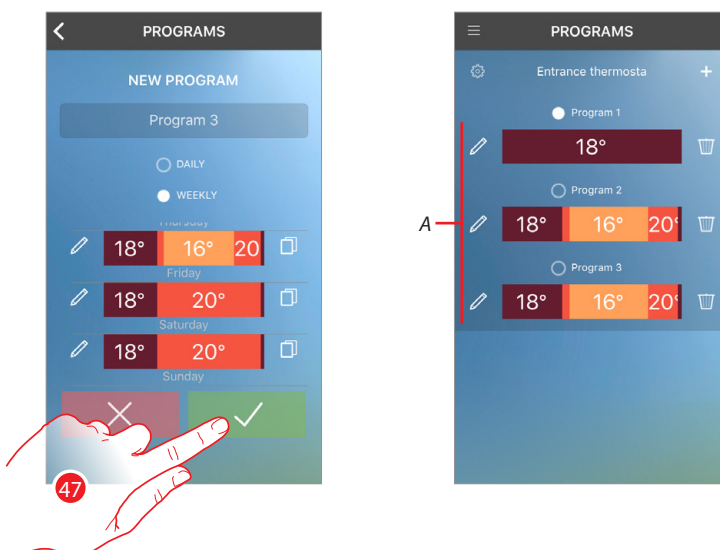 PROGRAMS
NEW PROGRAM
Program 3
DAILY
WEEKLY
Thursday
18° 16° 20
Friday
18° 20°
Saturday
18° 20°
Sunday
47
PROGRAMS
Entrance thermosta
Program 1
18°
A
Program 2
18° 16° 20°
Program 3
18° 16° 20°